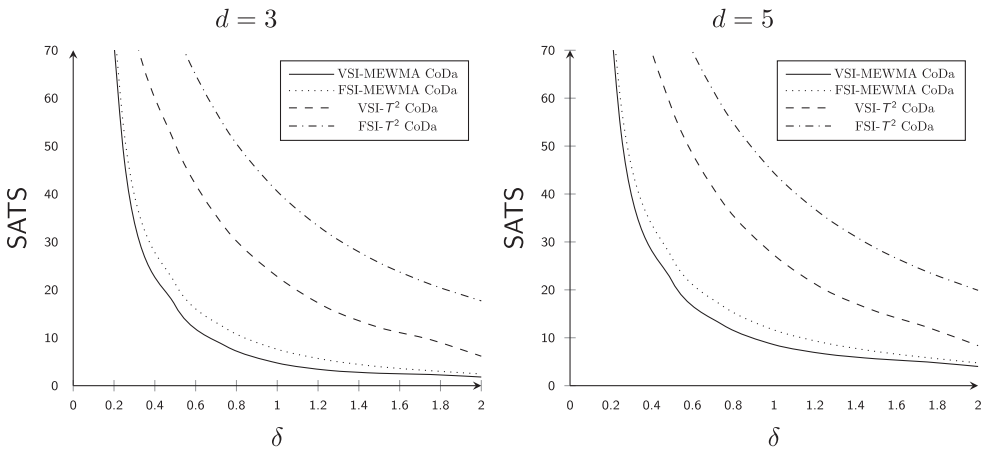 d = 3
SATS
70
60
50
40
30
20
10
0
VSI-MEWMA CoDa
FSI-MEWMA CoDa
VSI-T² CoDa
FSI-T² CoDa
0 0.2 0.4 0.6 0.8 1 1.2 1.4 1.6 1.8 2
δ
d = 5
SATS
70
60
50
40
30
20
10
0
VSI-MEWMA CoDa
FSI-MEWMA CoDa
VSI-T² CoDa
FSI-T² CoDa
0 0.2 0.4 0.6 0.8 1 1.2 1.4 1.6 1.8 2
δ